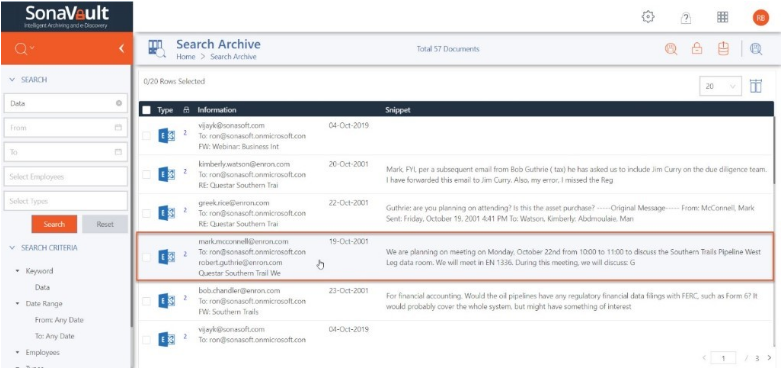 SonaVault
Intelligent Archiving and e-Discovery
RB
Search Archive
Home > Search Archive
Total 57 Documents
SEARCH
Data
From
To
Select Employees
Select Types
Search Reset
SEARCH CRITERIA
Keyword
Data
Date Range
From: Any Date
To: Any Date
Employees
Types
0/20 Rows Selected
20
Type Information Snippet
2 vijayk@sonasoft.com 04-Oct-2019
To: ron@sonasoft.onmicrosoft.con
FW: Webinar: Business Int
2 kimberly.watson@enron.com 20-Oct-2001
To: ron@sonasoft.onmicrosoft.con
RE: Questar Southern Trai
Mark, FYI, per a subsequent email from Bob Guthrie ( tax) he has asked us to include Jim Curry on the due diligence team.
I have forwarded this email to Jim Curry. Also, my error, I missed the Reg
2 greek.rice@enron.com 22-Oct-2001
To: ron@sonasoft.onmicrosoft.con
RE: Questar Southern Trai
Guthrie: are you planning on attending? Is this the asset purchase? -----Original Message----- From: McConnell, Mark
Sent: Friday, October 19, 2001 4:41 PM To: Watson, Kimberly; Abdmoulaie, Man
2 mark.mcconnell@enron.com 19-Oct-2001
To: ron@sonasoft.onmicrosoft.con
robert.guthrie@enron.com
Questar Southern Trail We
We are planning on meeting on Monday, October 22nd from 10:00 to 11:00 to discuss the Southern Trails Pipeline West
Leg data room. We will meet in EN 1336. During this meeting, we will discuss: G
2 bob.chandler@enron.com 23-Oct-2001
To: ron@sonasoft.onmicrosoft.con
FW: Southern Trails
For financial accounting. Would the oil pipelines have any regulatory financial data filings with FERC, such as Form 6? It
would probably cover the whole system, but might have something of interest
2 vijayk@sonasoft.com 04-Oct-2019
To: ron@sonasoft.onmicrosoft.con
< 1 / 3 >